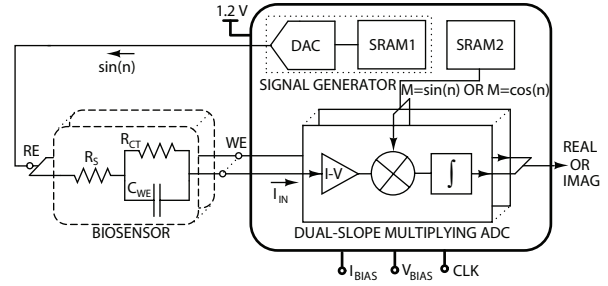 1.2 V
DAC
SRAM1
SRAM2
sin(n)
SIGNAL GENERATOR
M=sin(n) OR M=cos(n)
RE
WE
R_CT
R_S
C_WE
I_IN
I-V
∫
REAL
OR
IMAG
BIOSENSOR
DUAL-SLOPE MULTIPLYING ADC
I_BIAS
V_BIAS
CLK